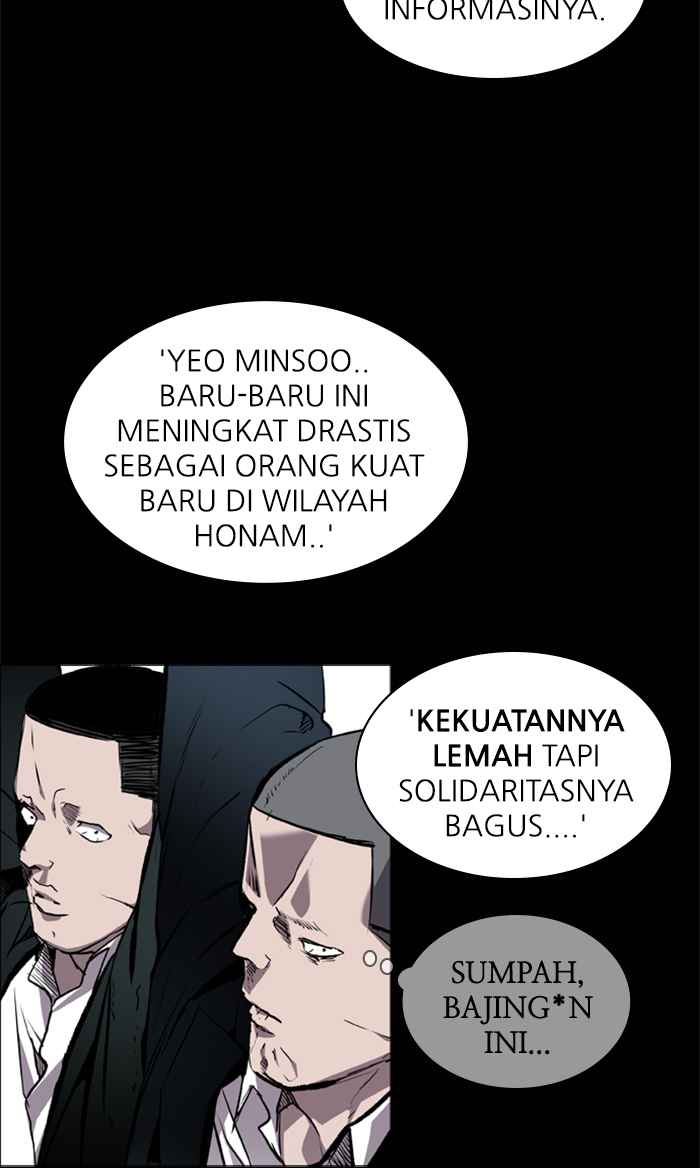 INFORMASINYA.
'YEO MINSOO..
BARU-BARU INI
MENINGKAT DRASTIS
SEBAGAI ORANG KUAT
BARU DI WILAYAH
HONAM..'
'KEKUATANNYA
LEMAH TAPI
SOLIDARITASNYA
BAGUS....'
SUMPAH,
BAJING*N
INI...